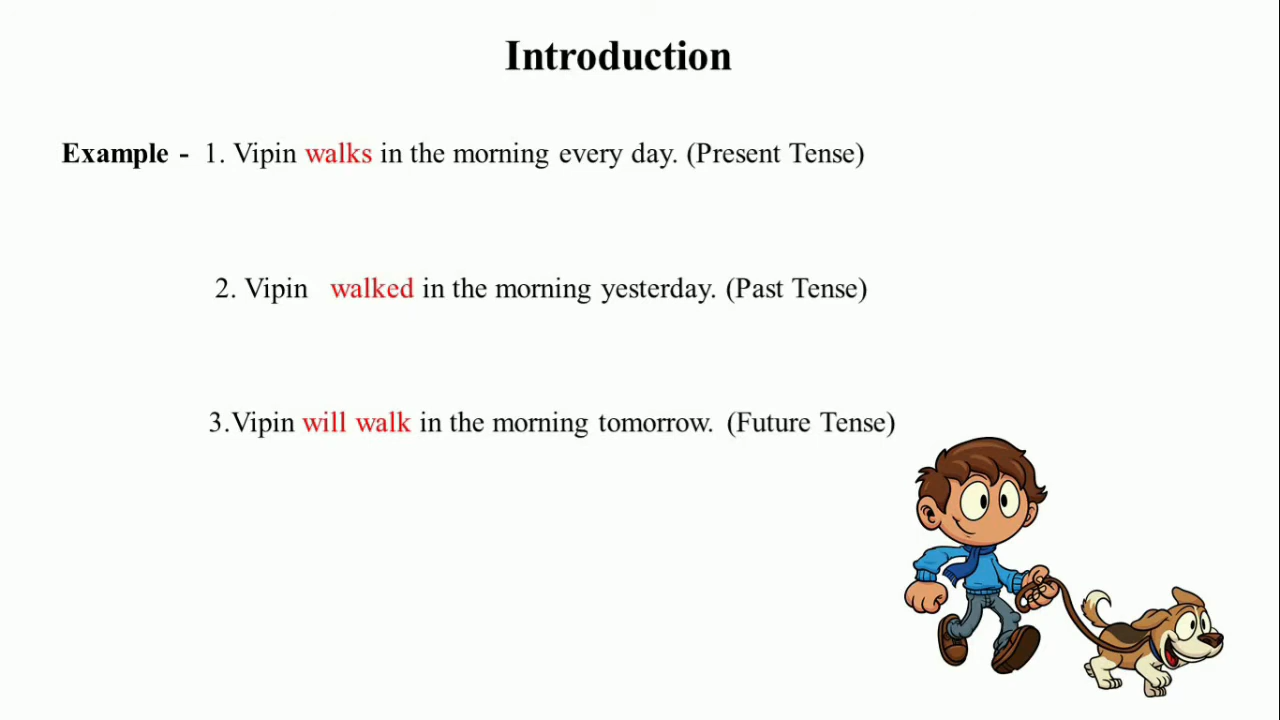 Introduction
Example - 1. Vipin walks in the morning every day. (Present Tense)
2. Vipin walked in the morning yesterday. (Past Tense)
3.Vipin will walk in the morning tomorrow. (Future Tense)